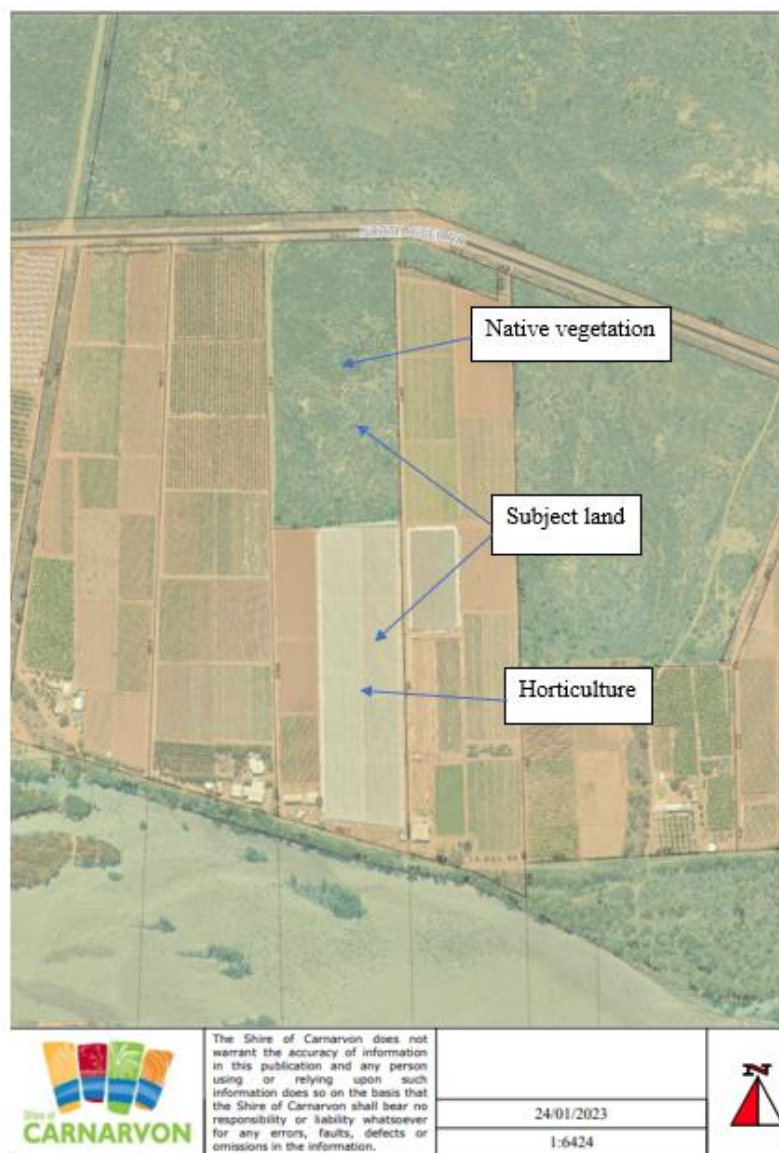 Native vegetation
Subject land
Horticulture
Shire of
CARNARVON
The Shire of Carnarvon does not
warrant the accuracy of information
in this publication and any person
using or relying upon such
information does so on the basis that
the Shire of Carnarvon shall bear no
responsibility or liability whatsoever
for any errors, faults, defects or
omissions in the information.
24/01/2023
1:6424
N